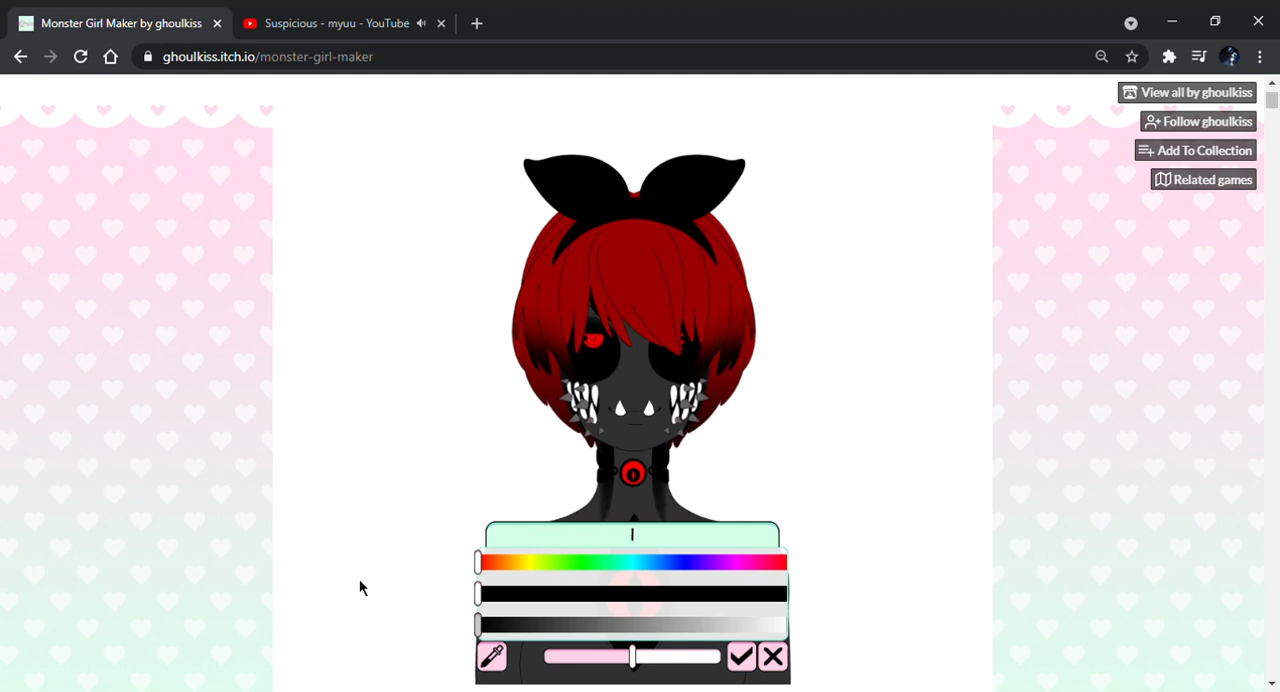 Monster Girl Maker by ghoulkiss
Suspicious - myuu - YouTube
ghoulkiss.itch.io/monster-girl-maker
View all by ghoulkiss
Follow ghoulkiss
Add To Collection
Related games